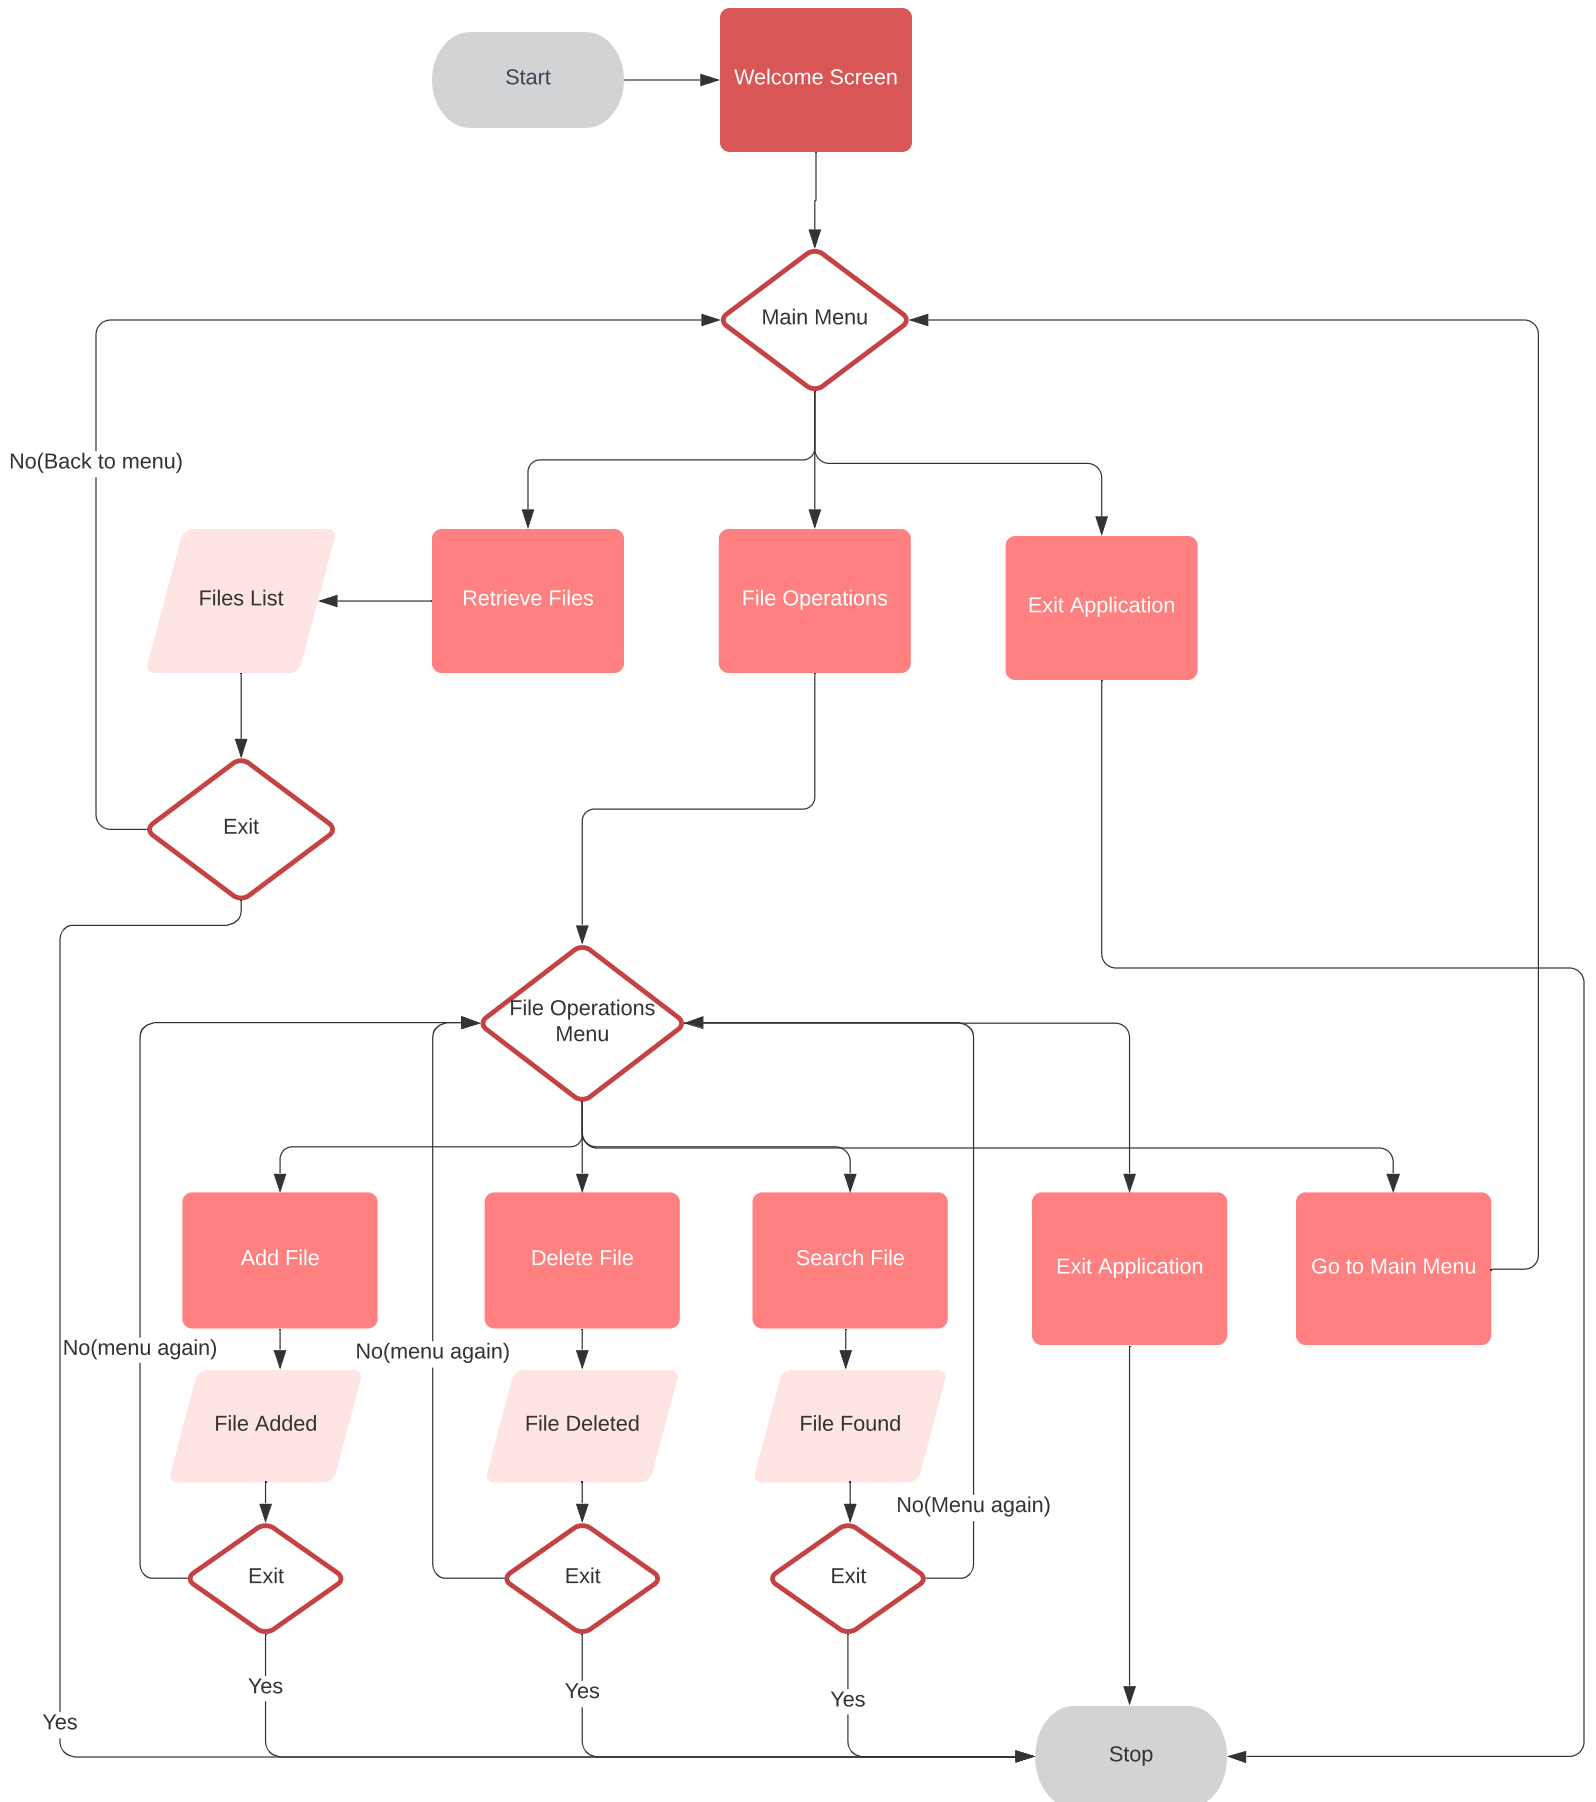 Start
Welcome Screen
Main Menu
No(Back to menu)
Files List
Retrieve Files
File Operations
Exit Application
Exit
File Operations
Menu
Add File
Delete File
Search File
Exit Application
Go to Main Menu
No(menu again)
No(menu again)
File Added
File Deleted
File Found
No(Menu again)
Exit
Exit
Exit
Yes
Yes
Yes
Yes
Stop